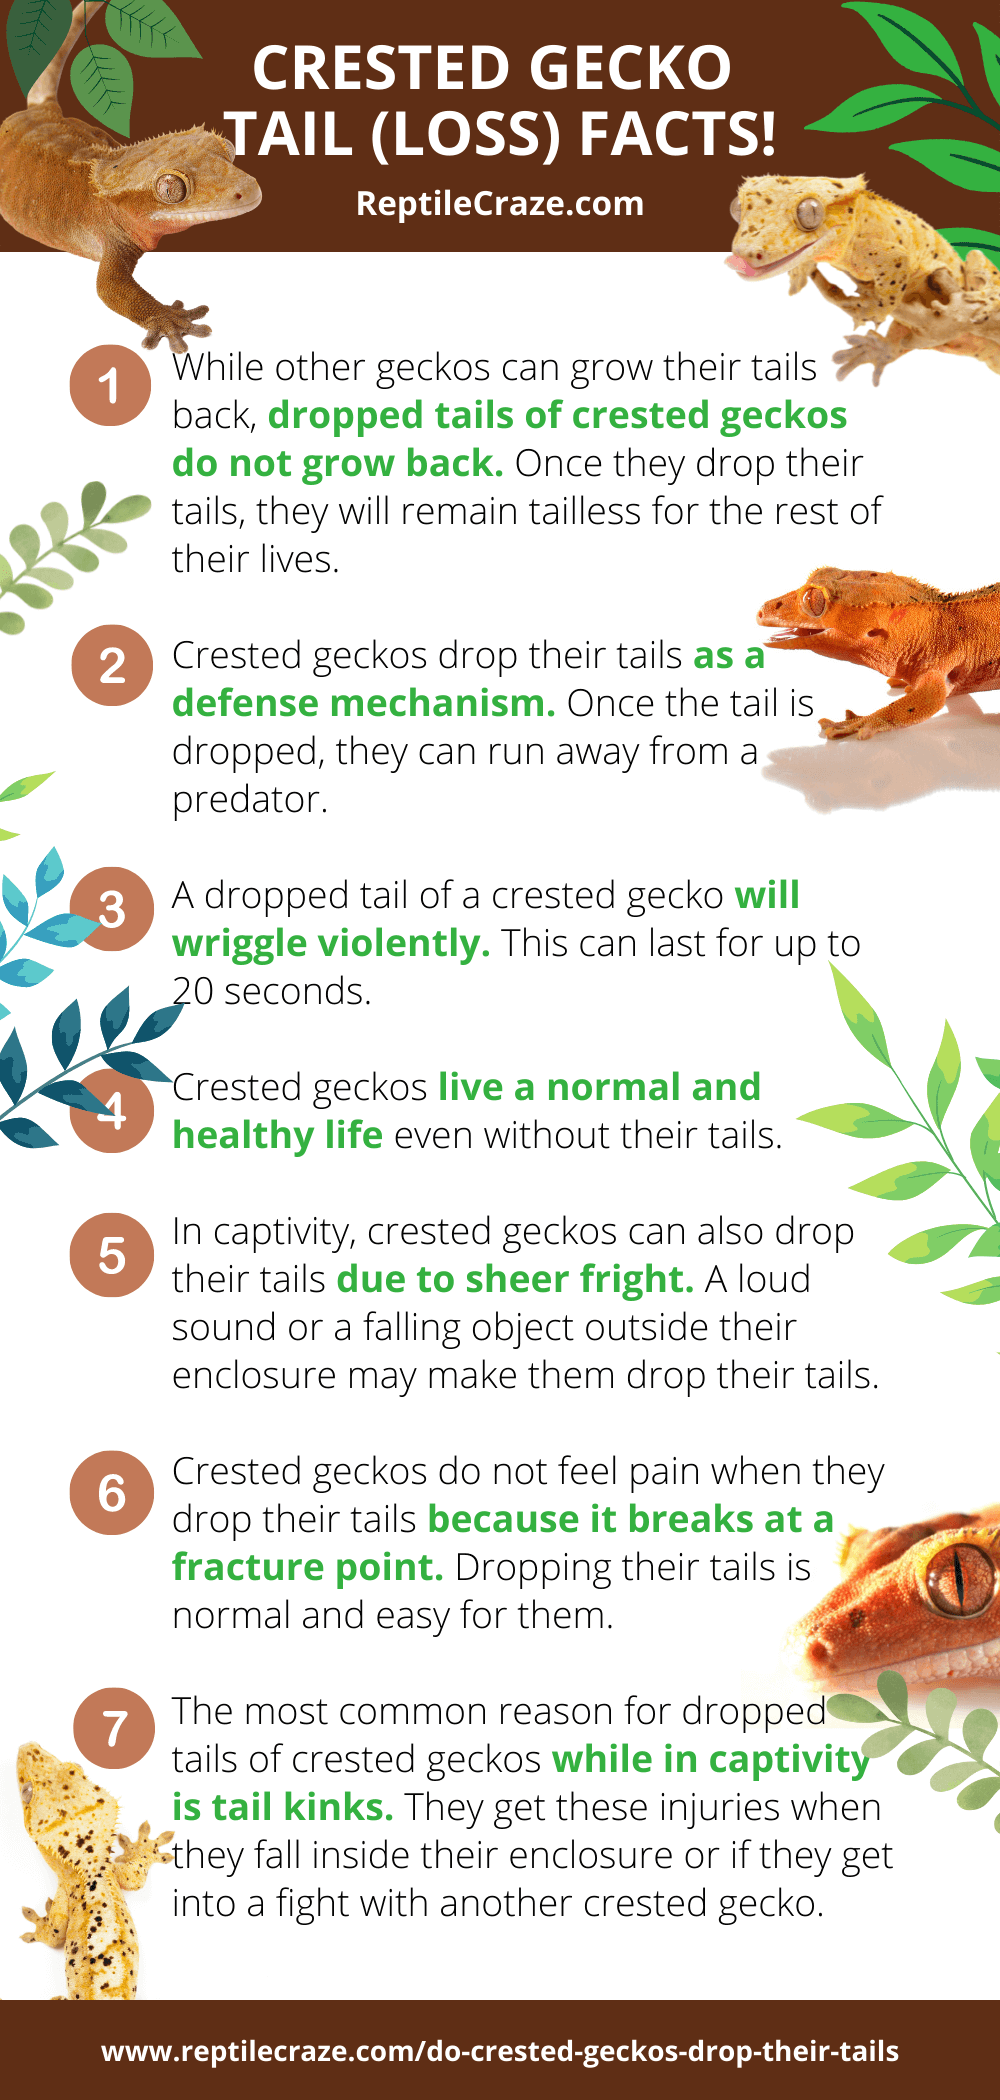 CRESTED GECKO
TAIL (LOSS) FACTS!
ReptileCraze.com
1
While other geckos can grow their tails
back, dropped tails of crested geckos
do not grow back. Once they drop their
tails, they will remain tailless for the rest of
their lives.
2
Crested geckos drop their tails as a
defense mechanism. Once the tail is
dropped, they can run away from a
predator.
3
A dropped tail of a crested gecko will
wriggle violently. This can last for up to
20 seconds.
4
Crested geckos live a normal and
healthy life even without their tails.
5
In captivity, crested geckos can also drop
their tails due to sheer fright. A loud
sound or a falling object outside their
enclosure may make them drop their tails.
6
Crested geckos do not feel pain when they
drop their tails because it breaks at a
fracture point. Dropping their tails is
normal and easy for them.
7
The most common reason for dropped
tails of crested geckos while in captivity
is tail kinks. They get these injuries when
they fall inside their enclosure or if they get
into a fight with another crested gecko.
www.reptilecraze.com/do-crested-geckos-drop-their-tails